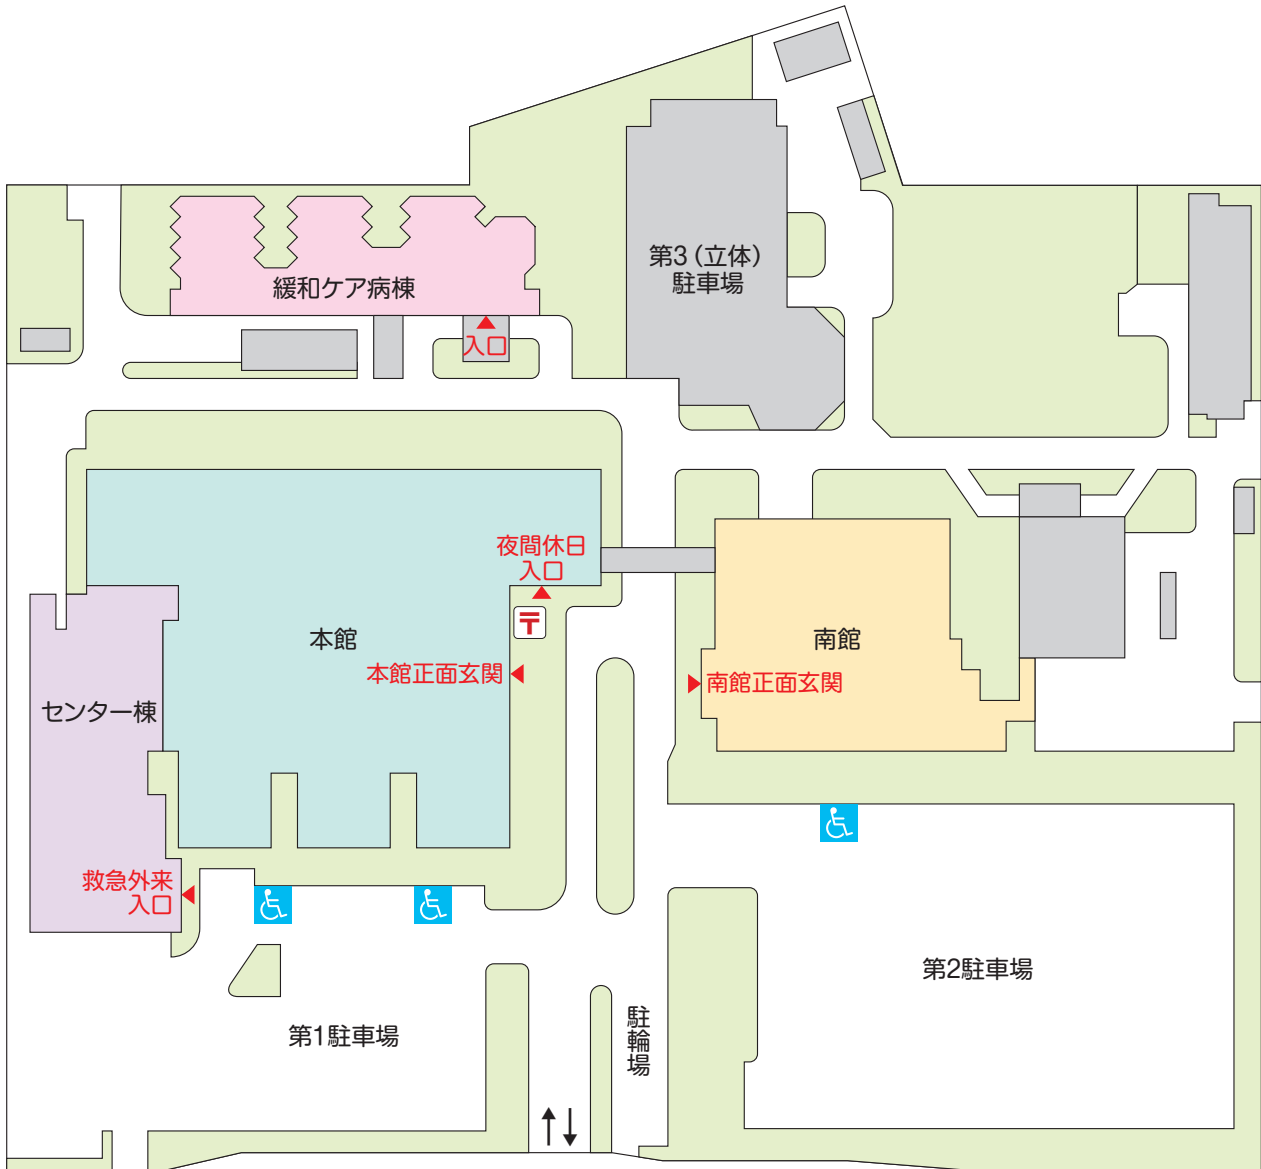 第3（立体）
駐車場
緩和ケア病棟
入口
夜間休日
入口
〒
本館
本館正面玄関
南館
南館正面玄関
センター棟
救急外来
入口
第2駐車場
第1駐車場
駐輪場